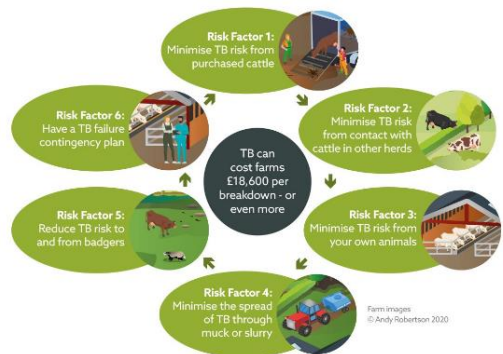 Risk Factor 1:
Minimise TB risk from
purchased cattle
Risk Factor 2:
Minimise TB risk
from contact with
cattle in other herds
Risk Factor 3:
Minimise TB risk from
your own animals
Risk Factor 4:
Minimise the spread
of TB through
muck or slurry
Risk Factor 5:
Reduce TB risk to
and from badgers
Risk Factor 6:
Have a TB failure
contingency plan
TB can
cost farms
£18,600 per
breakdown - or
even more
Farm images
© Andy Robertson 2020